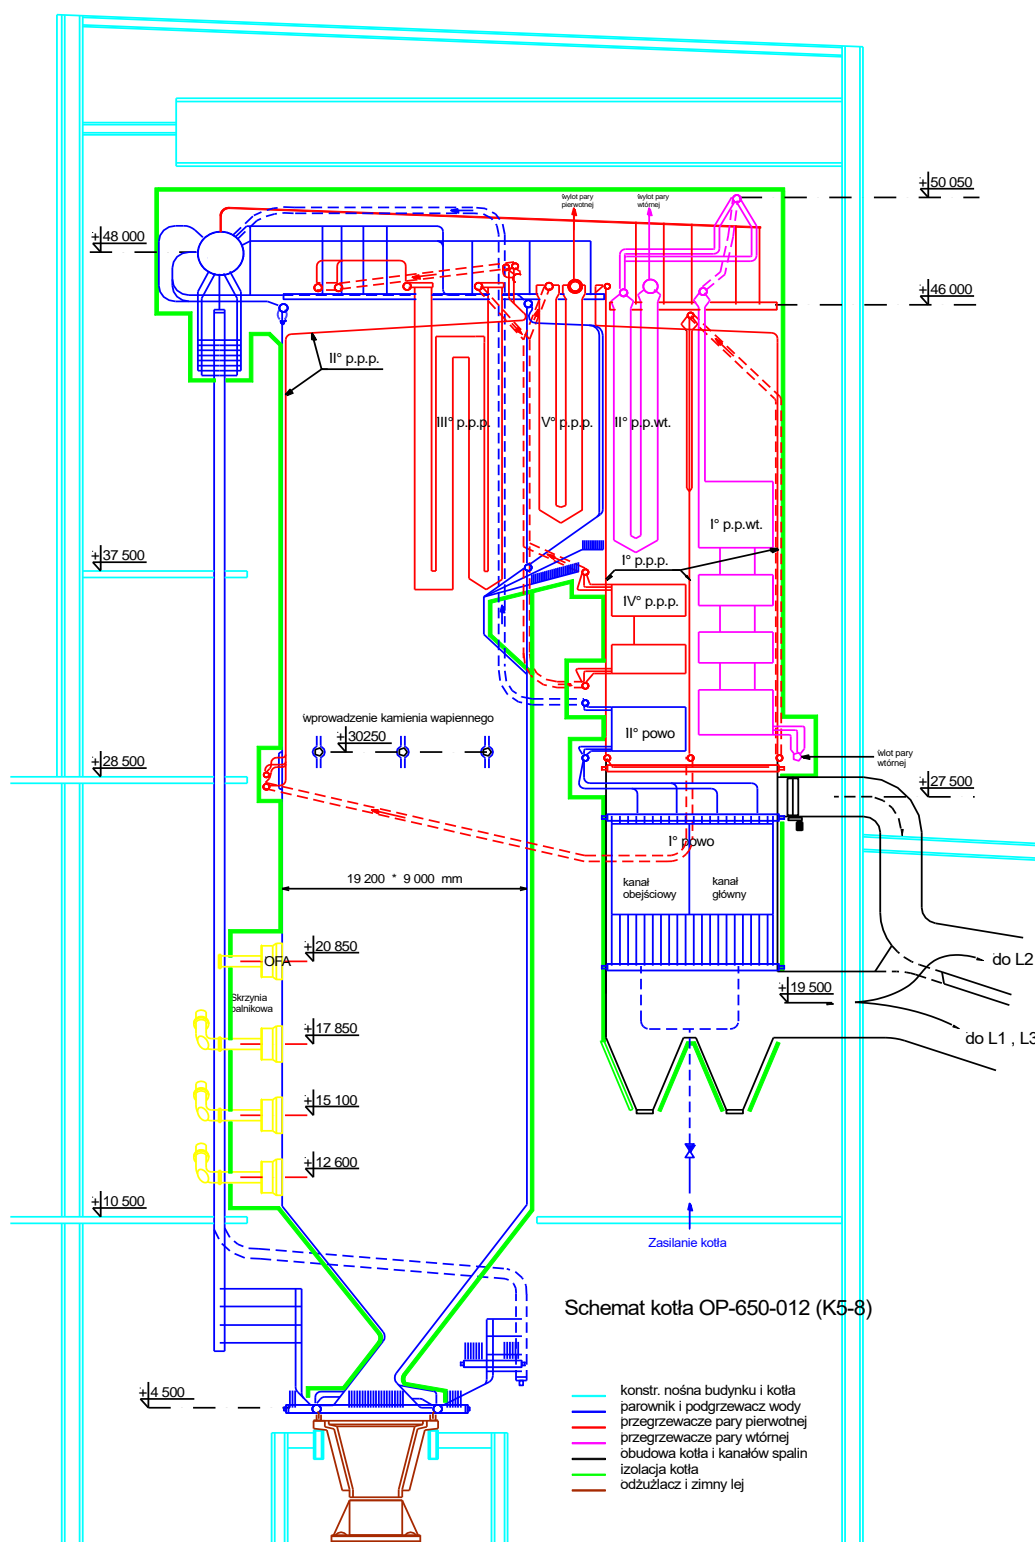 +50 050
wylot pary
pierwotnej
wylot pary
wtórnej
+48 000
+46 000
II° p.p.p.
III° p.p.p.
V° p.p.p.
II° p.p.wt.
I° p.p.wt.
+37 500
I° p.p.p.
IV° p.p.p.
wprowadzenie kamienia wapiennego
+30250
II° powo
wlot pary
wtórnej
+28 500
+27 500
I° powo
19 200 * 9 000 mm
kanał
obejściowy
kanał
główny
+20 850
OFA
do L2
+19 500
Skrzynia
palnikowa
+17 850
do L1 , L3
+15 100
+12 600
+10 500
Zasilanie kotła
Schemat kotła OP-650-012 (K5-8)
+4 500
konstr. nośna budynku i kotła
parownik i podgrzewacz wody
przegrzewacze pary pierwotnej
przegrzewacze pary wtórnej
obudowa kotła i kanałów spalin
izolacja kotła
odżużlacz i zimny lej